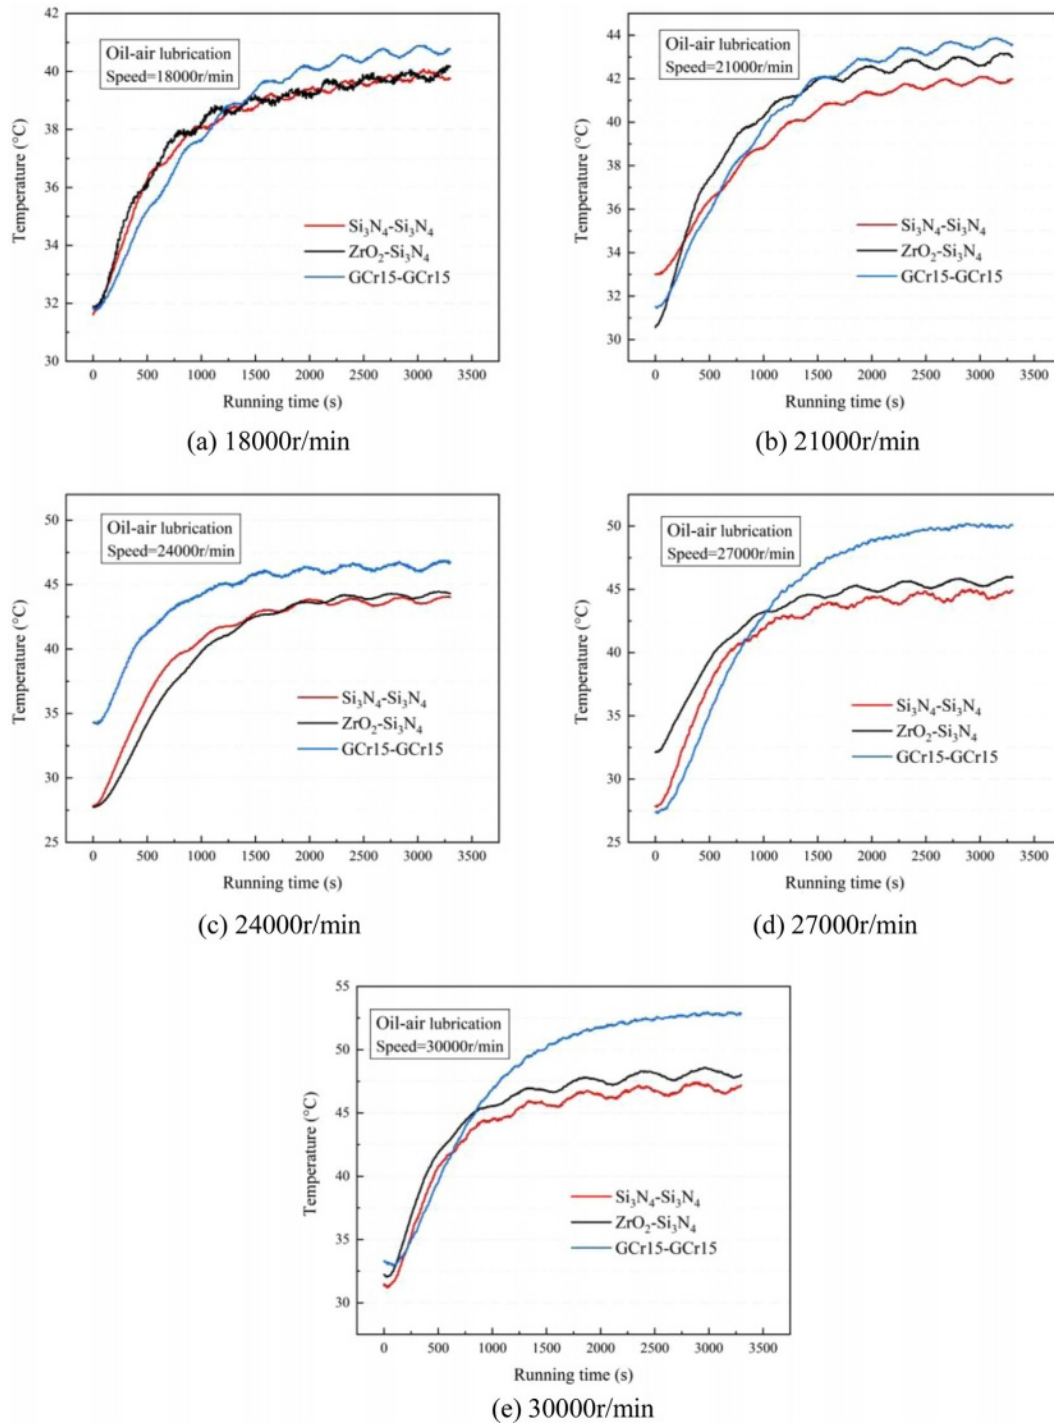 42
40
38
36
34
32
30
Temperature (°C)
Oil-air lubrication
Speed=18000r/min
Si₃N₄-Si₃N₄
ZrO₂-Si₃N₄
GCr15-GCr15
0 500 1000 1500 2000 2500 3000 3500
Running time (s)
(a) 18000r/min
44
42
40
38
36
34
32
30
Temperature (°C)
Oil-air lubrication
Speed=21000r/min
Si₃N₄-Si₃N₄
ZrO₂-Si₃N₄
GCr15-GCr15
0 500 1000 1500 2000 2500 3000 3500
Running time (s)
(b) 21000r/min
50
45
40
35
30
25
Temperature (°C)
Oil-air lubrication
Speed=24000r/min
Si₃N₄-Si₃N₄
ZrO₂-Si₃N₄
GCr15-GCr15
0 500 1000 1500 2000 2500 3000 3500
Running time (s)
(c) 24000r/min
50
45
40
35
30
25
Temperature (°C)
Oil-air lubrication
Speed=27000r/min
Si₃N₄-Si₃N₄
ZrO₂-Si₃N₄
GCr15-GCr15
0 500 1000 1500 2000 2500 3000 3500
Running time (s)
(d) 27000r/min
55
50
45
40
35
30
Temperature (°C)
Oil-air lubrication
Speed=30000r/min
Si₃N₄-Si₃N₄
ZrO₂-Si₃N₄
GCr15-GCr15
0 500 1000 1500 2000 2500 3000 3500
Running time (s)
(e) 30000r/min